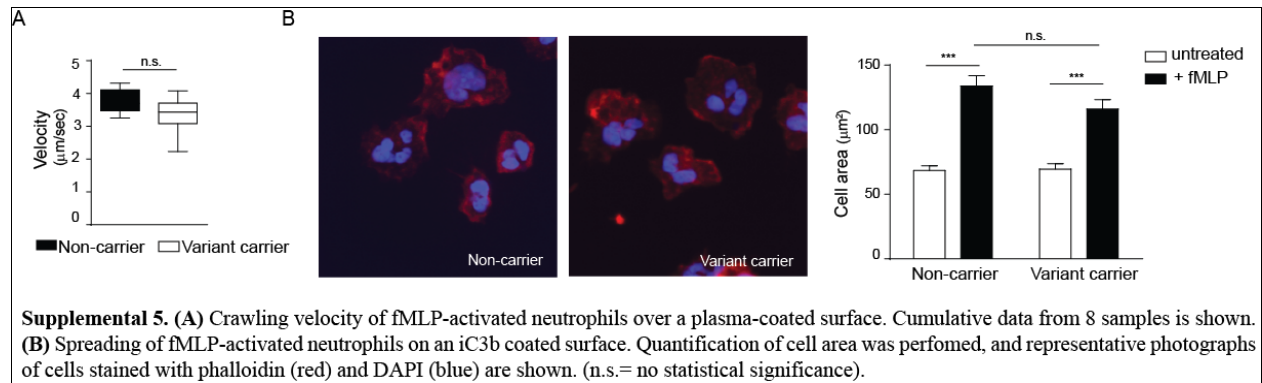 A
B
n.s.
5
4
3
2
1
0
Velocity
(μm/sec)
Non-carrier
Variant carrier
Non-carrier
Variant carrier
n.s.
***
***
untreated
+ fMLP
150
100
50
0
Cell area (μm²)
Non-carrier
Variant carrier
Supplemental 5. (A) Crawling velocity of fMLP-activated neutrophils over a plasma-coated surface. Cumulative data from 8 samples is shown.
(B) Spreading of fMLP-activated neutrophils on an iC3b coated surface. Quantification of cell area was perfomed, and representative photographs
of cells stained with phalloidin (red) and DAPI (blue) are shown. (n.s.= no statistical significance).